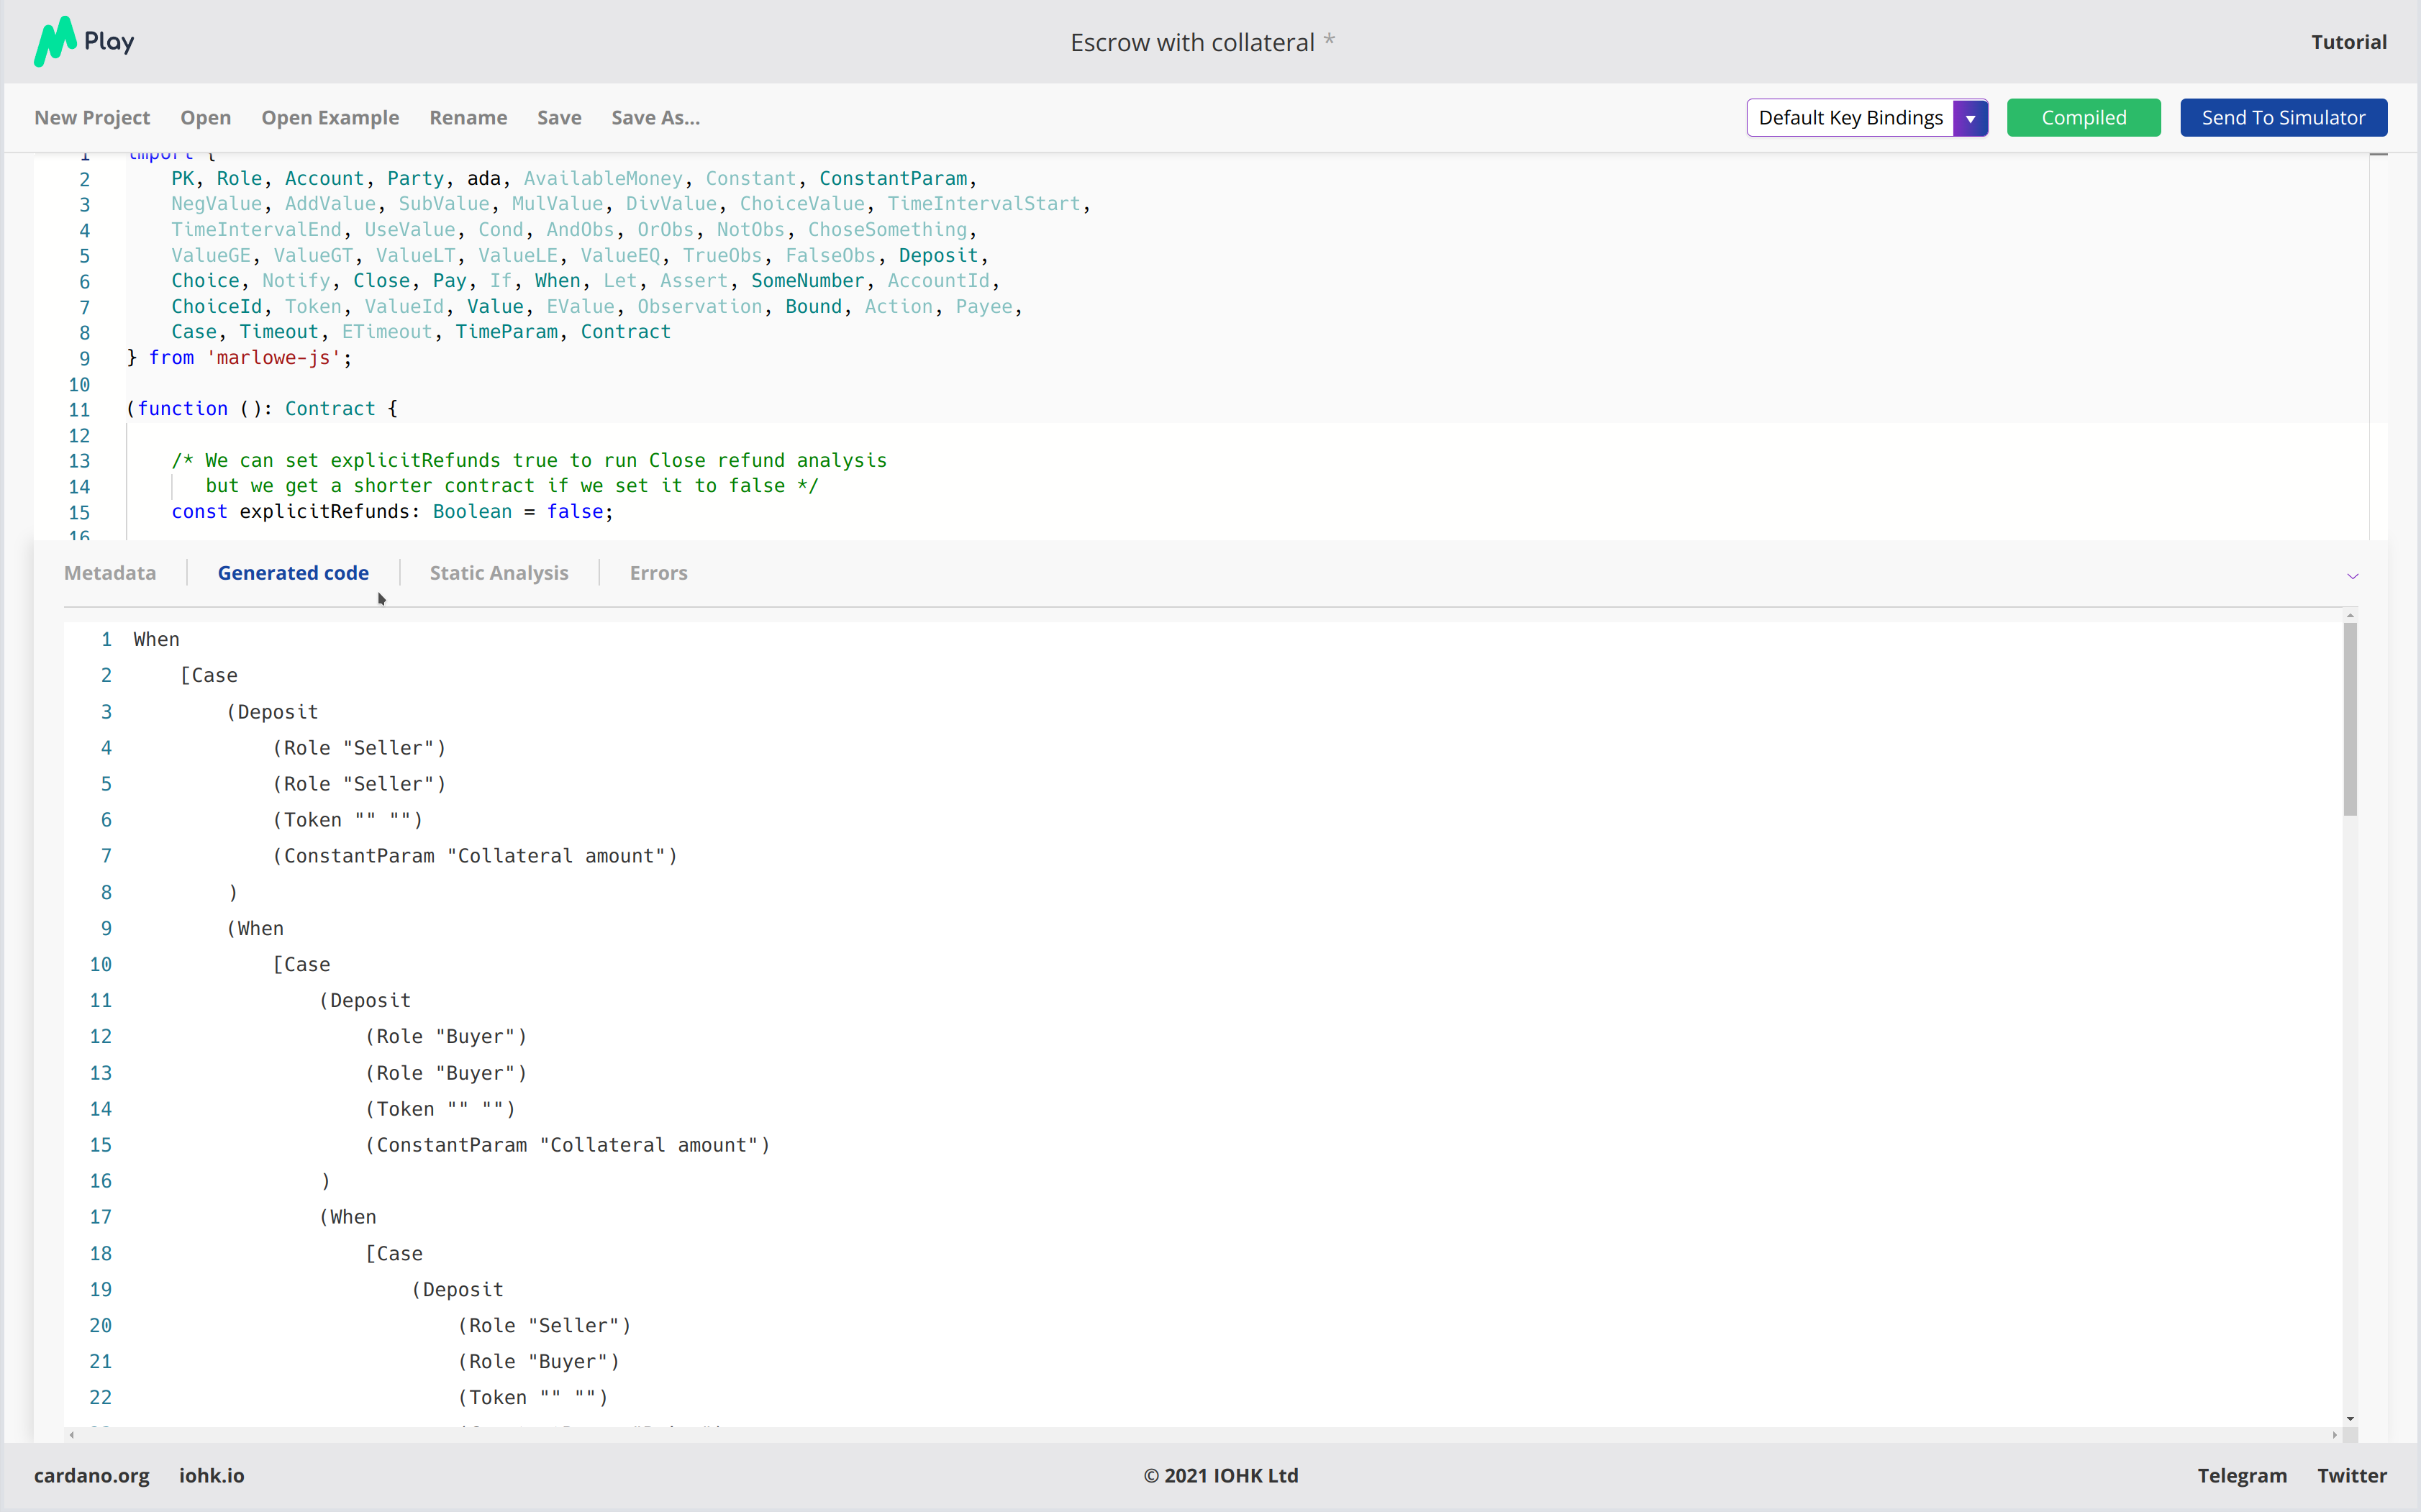 Play
Escrow with collateral *
Tutorial
New Project Open Open Example Rename Save Save As...
Default Key Bindings
Compiled
Send To Simulator
1 import {
2 PK, Role, Account, Party, ada, AvailableMoney, Constant, ConstantParam,
3 NegValue, AddValue, SubValue, MulValue, DivValue, ChoiceValue, TimeIntervalStart,
4 TimeIntervalEnd, UseValue, Cond, AndObs, OrObs, NotObs, ChoseSomething,
5 ValueGE, ValueGT, ValueLT, ValueLE, ValueEQ, TrueObs, FalseObs, Deposit,
6 Choice, Notify, Close, Pay, If, When, Let, Assert, SomeNumber, AccountId,
7 ChoiceId, Token, ValueId, Value, EValue, Observation, Bound, Action, Payee,
8 Case, Timeout, ETimeout, TimeParam, Contract
9 } from 'marlowe-js';
10
11 (function (): Contract {
12
13 /* We can set explicitRefunds true to run Close refund analysis
14 but we get a shorter contract if we set it to false */
15 const explicitRefunds: Boolean = false;
16
Metadata Generated code Static Analysis Errors
1 When
2 [Case
3 (Deposit
4 (Role "Seller")
5 (Role "Seller")
6 (Token "" "")
7 (ConstantParam "Collateral amount")
8 )
9 (When
10 [Case
11 (Deposit
12 (Role "Buyer")
13 (Role "Buyer")
14 (Token "" "")
15 (ConstantParam "Collateral amount")
16 )
17 (When
18 [Case
19 (Deposit
20 (Role "Seller")
21 (Role "Buyer")
22 (Token "" "")
cardano.org iohk.io
© 2021 IOHK Ltd
Telegram Twitter